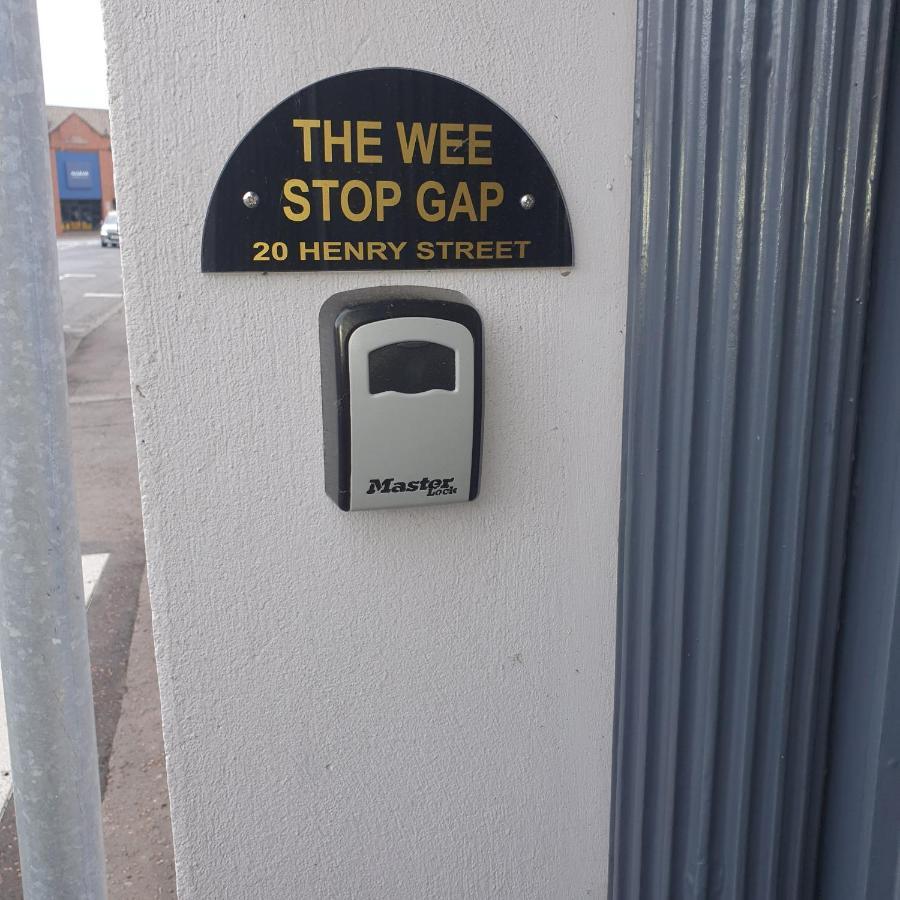 THE WEE
STOP GAP
20 HENRY STREET
Master
Lock